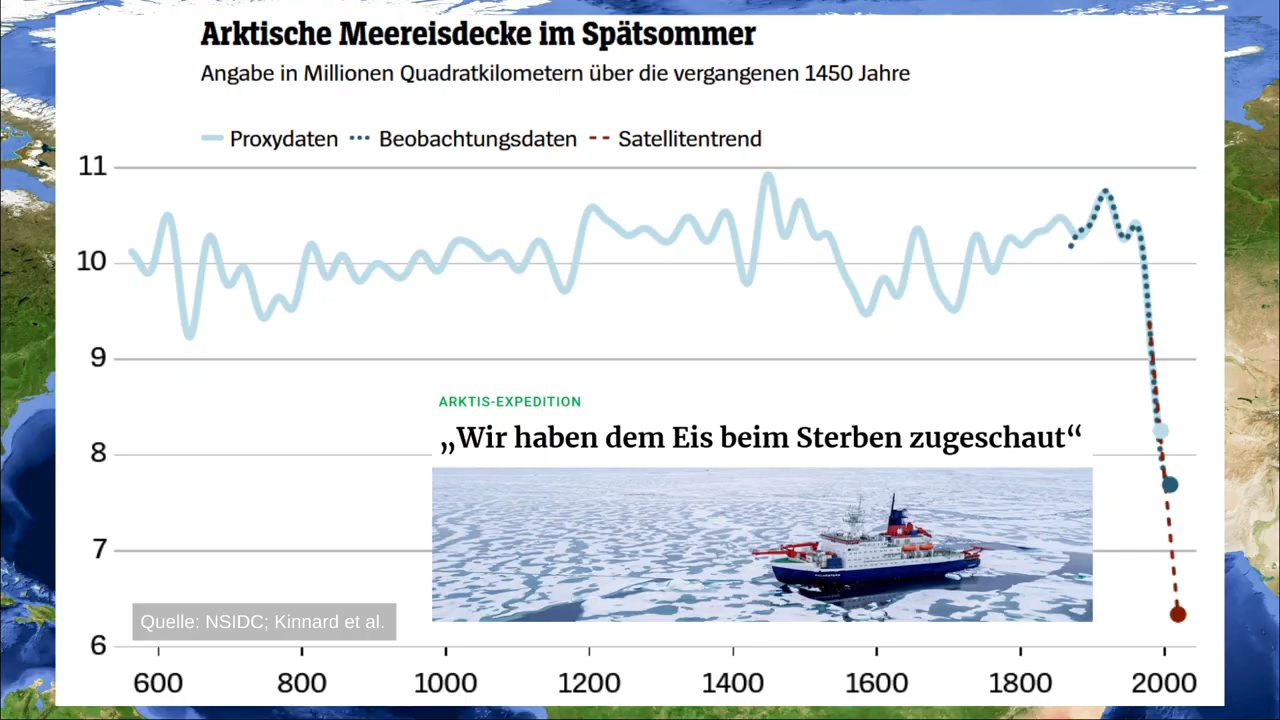 Arktische Meereisdecke im Spätsommer
Angabe in Millionen Quadratkilometern über die vergangenen 1450 Jahre
Proxydaten Beobachtungsdaten Satellitentrend
11
10
9
ARKTIS-EXPEDITION
„Wir haben dem Eis beim Sterben zugeschaut“
8
7
Quelle: NSIDC; Kinnard et al.
6
600 800 1000 1200 1400 1600 1800 2000